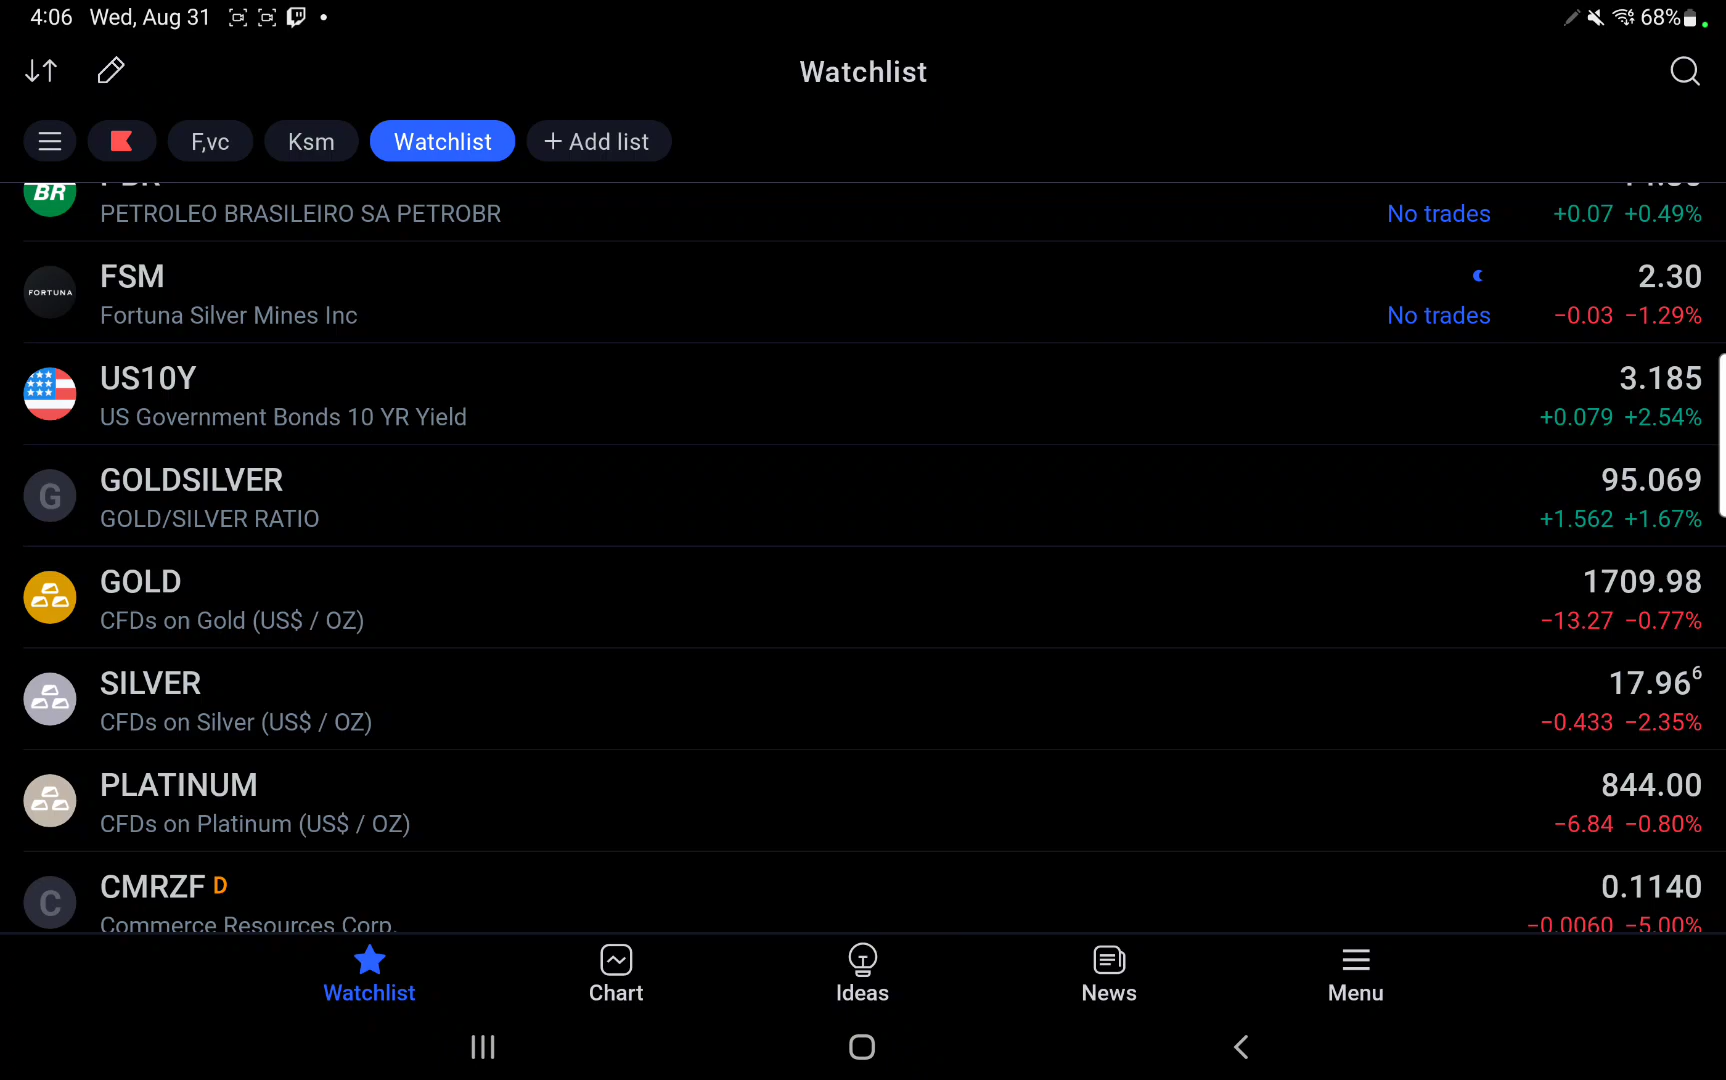 4:06 Wed, Aug 31 68%
Watchlist
F,vc Ksm Watchlist + Add list
BR
PETROLEO BRASILEIRO SA PETROBR No trades +0.07 +0.49%
FORTUNA
FSM 2.30
Fortuna Silver Mines Inc No trades −0.03 −1.29%
US10Y 3.185
US Government Bonds 10 YR Yield +0.079 +2.54%
G
GOLDSILVER 95.069
GOLD/SILVER RATIO +1.562 +1.67%
GOLD 1709.98
CFDs on Gold (US$ / OZ) −13.27 −0.77%
SILVER 17.96⁶
CFDs on Silver (US$ / OZ) −0.433 −2.35%
PLATINUM 844.00
CFDs on Platinum (US$ / OZ) −6.84 −0.80%
C
CMRZF D 0.1140
Commerce Resources Corp. −0.0060 −5.00%
Watchlist Chart Ideas News Menu